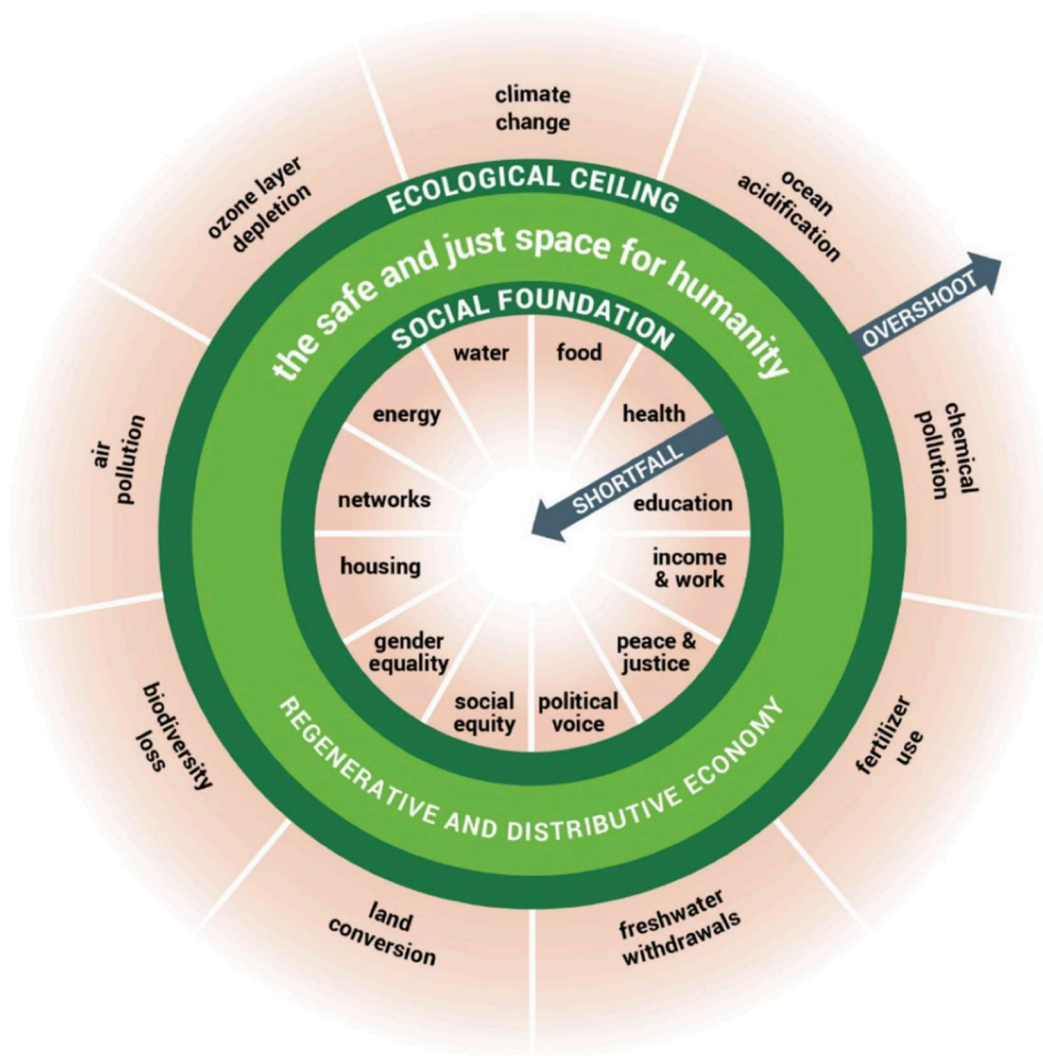 climate
change
ocean
acidification
chemical
pollution
fertilizer
use
freshwater
withdrawals
land
conversion
biodiversity
loss
air
pollution
ozone layer
depletion
ECOLOGICAL CEILING
OVERSHOOT
the safe and just space for humanity
SOCIAL FOUNDATION
water
food
health
SHORTFALL
education
income
& work
peace &
justice
political
voice
social
equity
gender
equality
housing
networks
energy
REGENERATIVE AND DISTRIBUTIVE ECONOMY